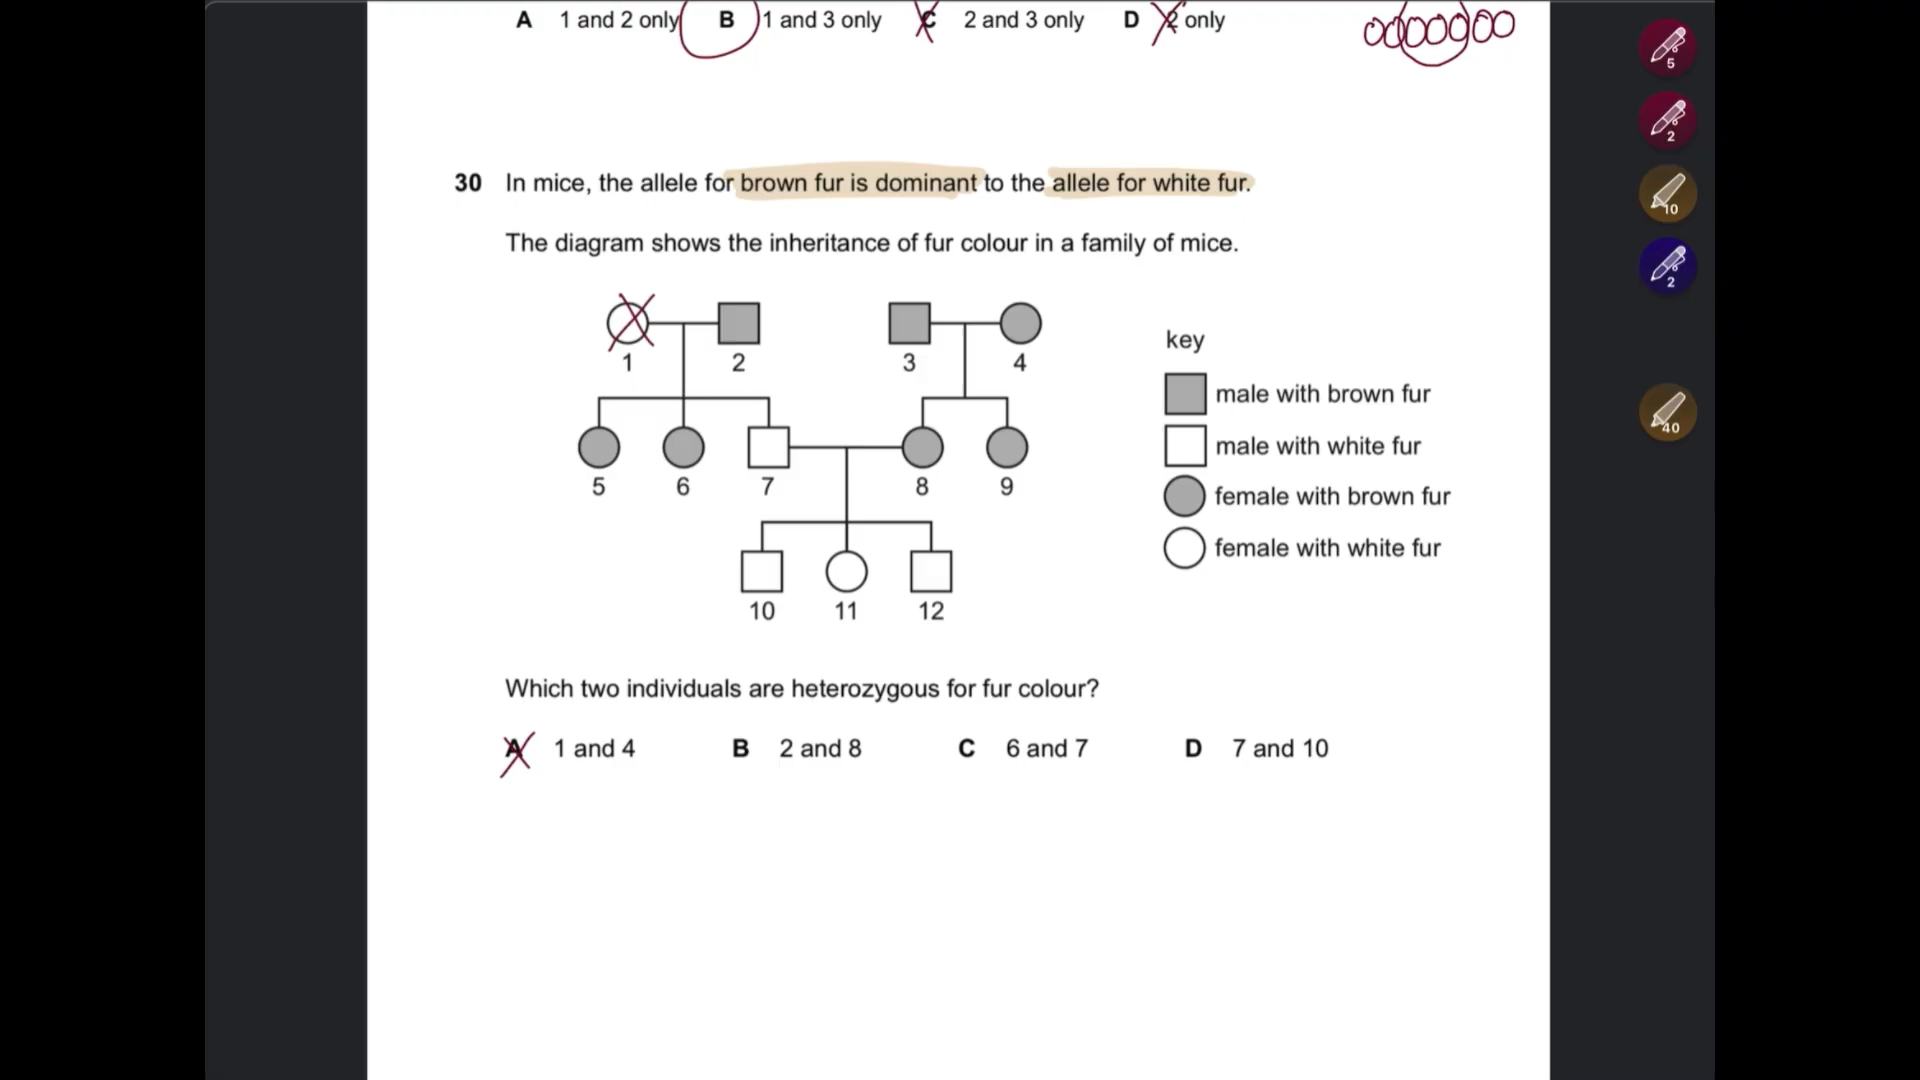 A 1 and 2 only B 1 and 3 only C 2 and 3 only D 2 only
5
2
30 In mice, the allele for brown fur is dominant to the allele for white fur.
10
The diagram shows the inheritance of fur colour in a family of mice.
2
1 2 3 4
key
male with brown fur
male with white fur
female with brown fur
female with white fur
40
5 6 7 8 9
10 11 12
Which two individuals are heterozygous for fur colour?
A 1 and 4 B 2 and 8 C 6 and 7 D 7 and 10